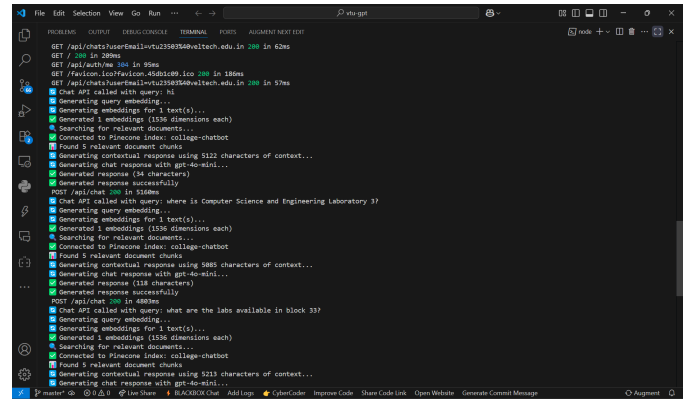 File Edit Selection View Go Run ··· vtu-gpt
PROBLEMS OUTPUT DEBUG CONSOLE TERMINAL PORTS AUGMENT NEXT EDIT node
GET /api/chats?userEmail=vtu23503%40veltech.edu.in 200 in 62ms
GET / 200 in 209ms
GET /api/auth/me 304 in 95ms
GET /favicon.ico?favicon.45db1c09.ico 200 in 186ms
GET /api/chats?userEmail=vtu23503%40veltech.edu.in 200 in 57ms
Chat API called with query: hi
Generating query embedding...
Generating embeddings for 1 text(s)...
Generated 1 embeddings (1536 dimensions each)
Searching for relevant documents...
Connected to Pinecone index: college-chatbot
Found 5 relevant document chunks
Generating contextual response using 5122 characters of context...
Generating chat response with gpt-4o-mini...
Generated response (34 characters)
Generated response successfully
POST /api/chat 200 in 5160ms
Chat API called with query: where is Computer Science and Engineering Laboratory 3?
Generating query embedding...
Generating embeddings for 1 text(s)...
Generated 1 embeddings (1536 dimensions each)
Searching for relevant documents...
Connected to Pinecone index: college-chatbot
Found 5 relevant document chunks
Generating contextual response using 5085 characters of context...
Generating chat response with gpt-4o-mini...
Generated response (118 characters)
Generated response successfully
POST /api/chat 200 in 4803ms
Chat API called with query: what are the labs available in block 33?
Generating query embedding...
Generating embeddings for 1 text(s)...
Generated 1 embeddings (1536 dimensions each)
Searching for relevant documents...
Connected to Pinecone index: college-chatbot
Found 5 relevant document chunks
Generating contextual response using 5213 characters of context...
Generating chat response with gpt-4o-mini...
master* 0 0 Live Share BLACKBOX Chat Add Logs CyberCoder Improve Code Share Code Link Open Website Generate Commit Message Augment